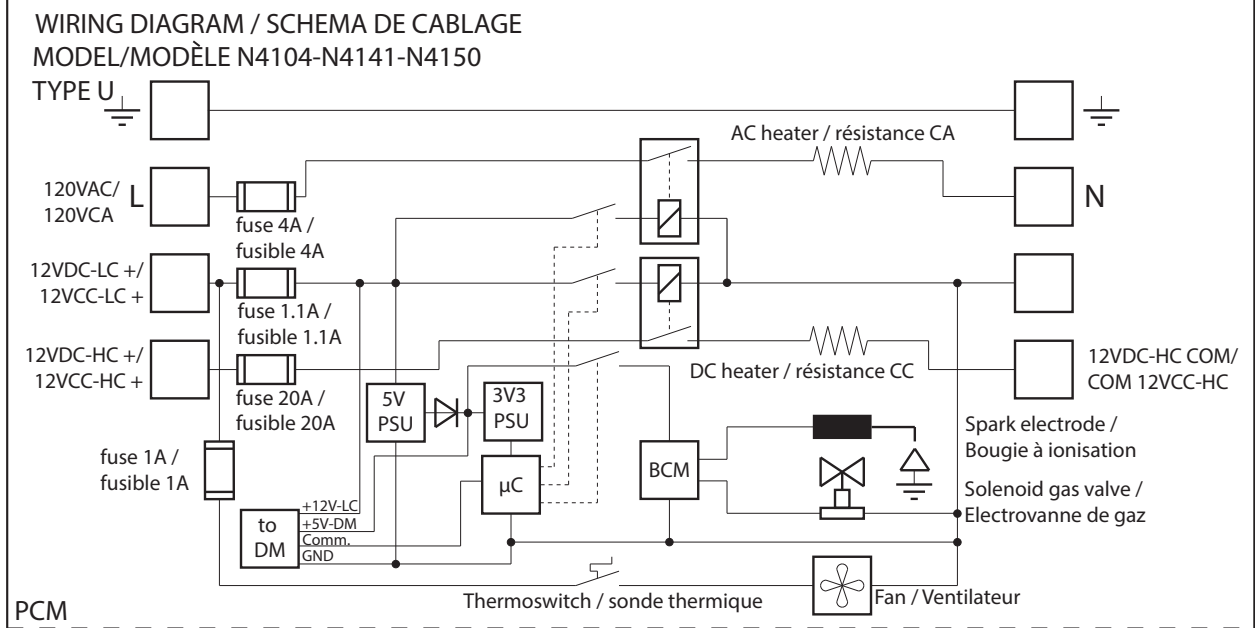 WIRING DIAGRAM / SCHEMA DE CABLAGE
MODEL/MODÈLE N4104-N4141-N4150
TYPE U
AC heater / résistance CA
120VAC/
120VCA
L
N
fuse 4A /
fusible 4A
12VDC-LC +/
12VCC-LC +
fuse 1.1A /
fusible 1.1A
12VDC-HC +/
12VCC-HC +
fuse 20A /
fusible 20A
DC heater / résistance CC
12VDC-HC COM/
COM 12VCC-HC
5V
PSU
3V3
PSU
fuse 1A /
fusible 1A
µC
BCM
Spark electrode /
Bougie à ionisation
Solenoid gas valve /
Electrovanne de gaz
to
DM
+12V-LC
+5V-DM
Comm.
GND
Thermoswitch / sonde thermique
Fan / Ventilateur
PCM